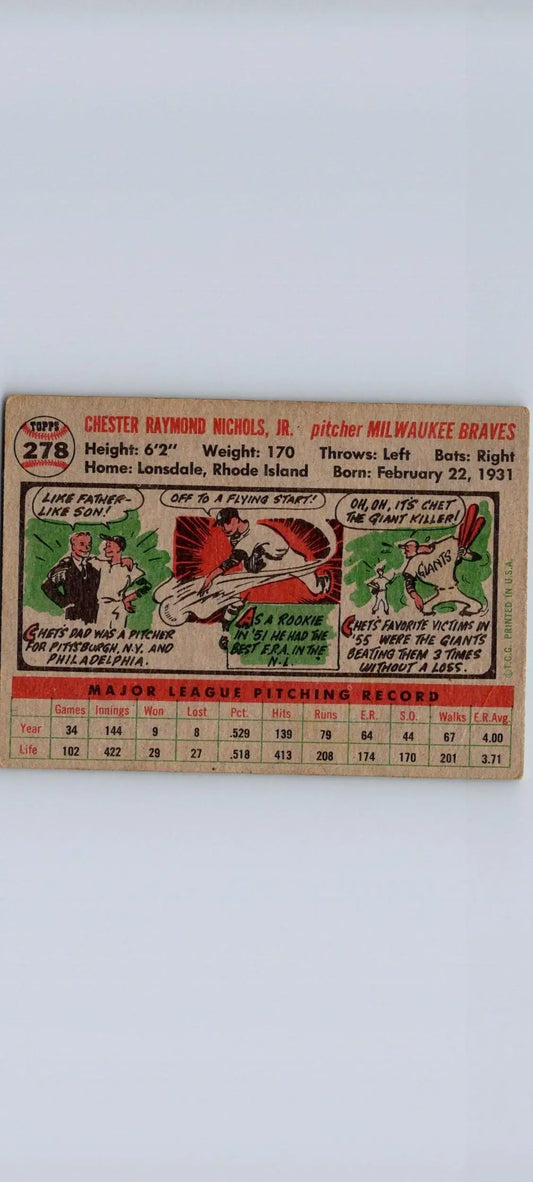 TOPPS
278
CHESTER RAYMOND NICHOLS, JR. pitcher MILWAUKEE BRAVES
Height: 6'2" Weight: 170 Throws: Left Bats: Right
Home: Lonsdale, Rhode Island Born: February 22, 1931
LIKE FATHER-
LIKE SON!
CHET'S DAD WAS A PITCHER
FOR PITTSBURGH, N.Y. AND
PHILADELPHIA.
OFF TO A FLYING START!
AS A ROOKIE
IN '51 HE HAD THE
BEST E.R.A. IN THE
N.L.
OH, OH, IT'S CHET
THE GIANT KILLER!
GIANTS
CHET'S FAVORITE VICTIMS IN
'55 WERE THE GIANTS
BEATING THEM 3 TIMES
WITHOUT A LOSS.
© T.C.G. PRINTED IN U.S.A.
MAJOR LEAGUE PITCHING RECORD
Games Innings Won Lost Pct. Hits Runs E.R. S.O. Walks E.R.Avg.
Year 34 144 9 8 .529 139 79 64 44 67 4.00
Life 102 422 29 27 .518 413 208 174 170 201 3.71